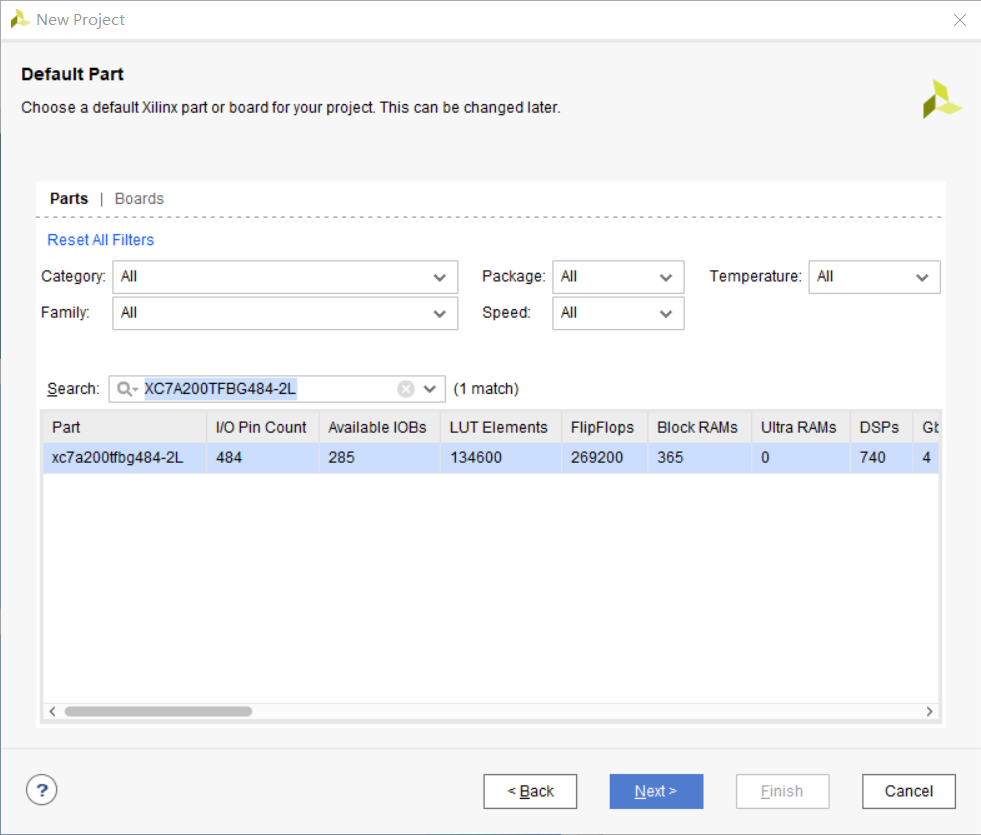 New Project
Default Part
Choose a default Xilinx part or board for your project. This can be changed later.
Parts | Boards
Reset All Filters
Category: All Package: All Temperature: All
Family: All Speed: All
Search: XC7A200TFBG484-2L (1 match)
Part I/O Pin Count Available IOBs LUT Elements FlipFlops Block RAMs Ultra RAMs DSPs Gb
xc7a200tfbg484-2L 484 285 134600 269200 365 0 740 4
? < Back Next > Finish Cancel